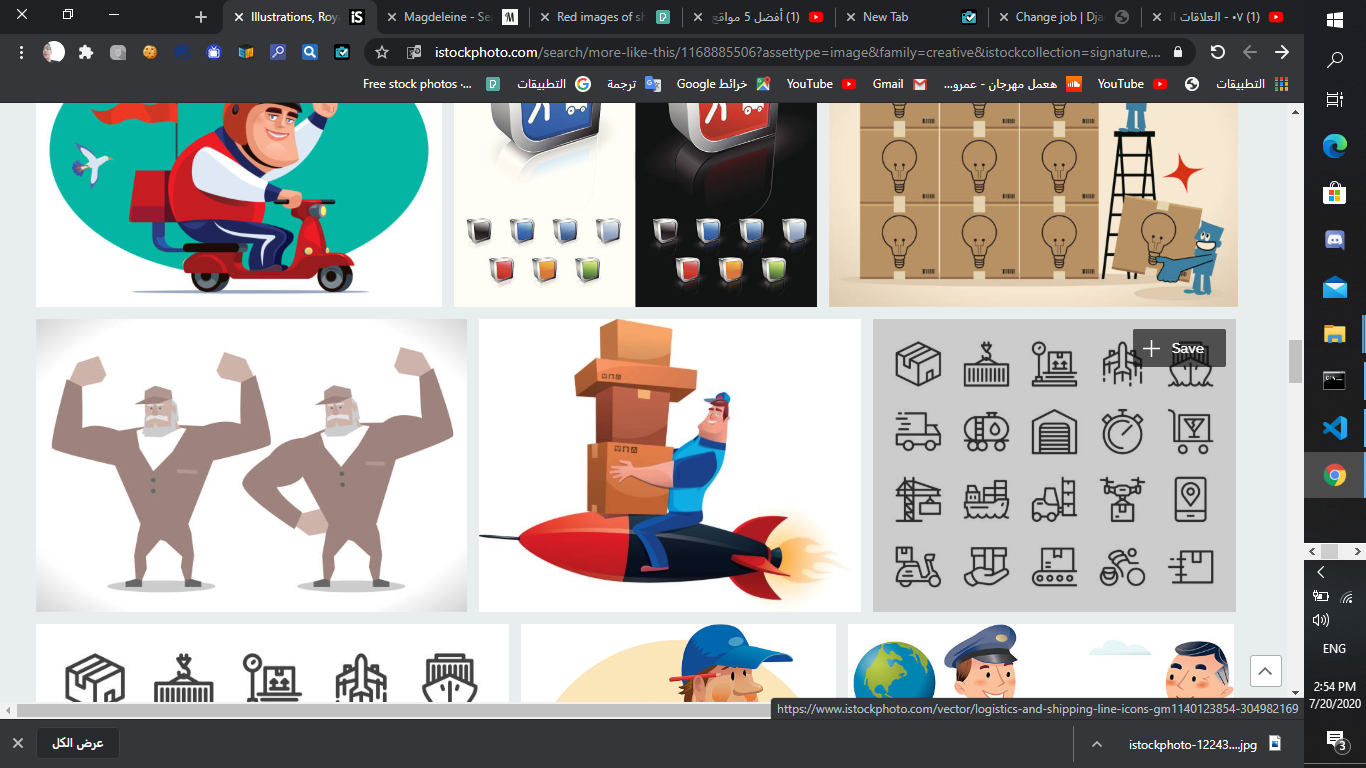 Illustrations, Roya
Magdeleine - Se
Red images of sh
(1) أفضل 5 مواقع
New Tab
Change job | Dja
(1) ٠٧ - العلاقات ال
istockphoto.com/search/more-like-this/1168885506?assettype=image&family=creative&istockcollection=signature,...
Free stock photos ·...
التطبيقات
ترجمة
خرائط Google
YouTube
Gmail
هعمل مهرجان - عمرو...
YouTube
التطبيقات
Save
ENG
2:54 PM
7/20/2020
3
https://www.istockphoto.com/vector/logistics-and-shipping-line-icons-gm1140123854-304982169
عرض الكل
istockphoto-12243....jpg